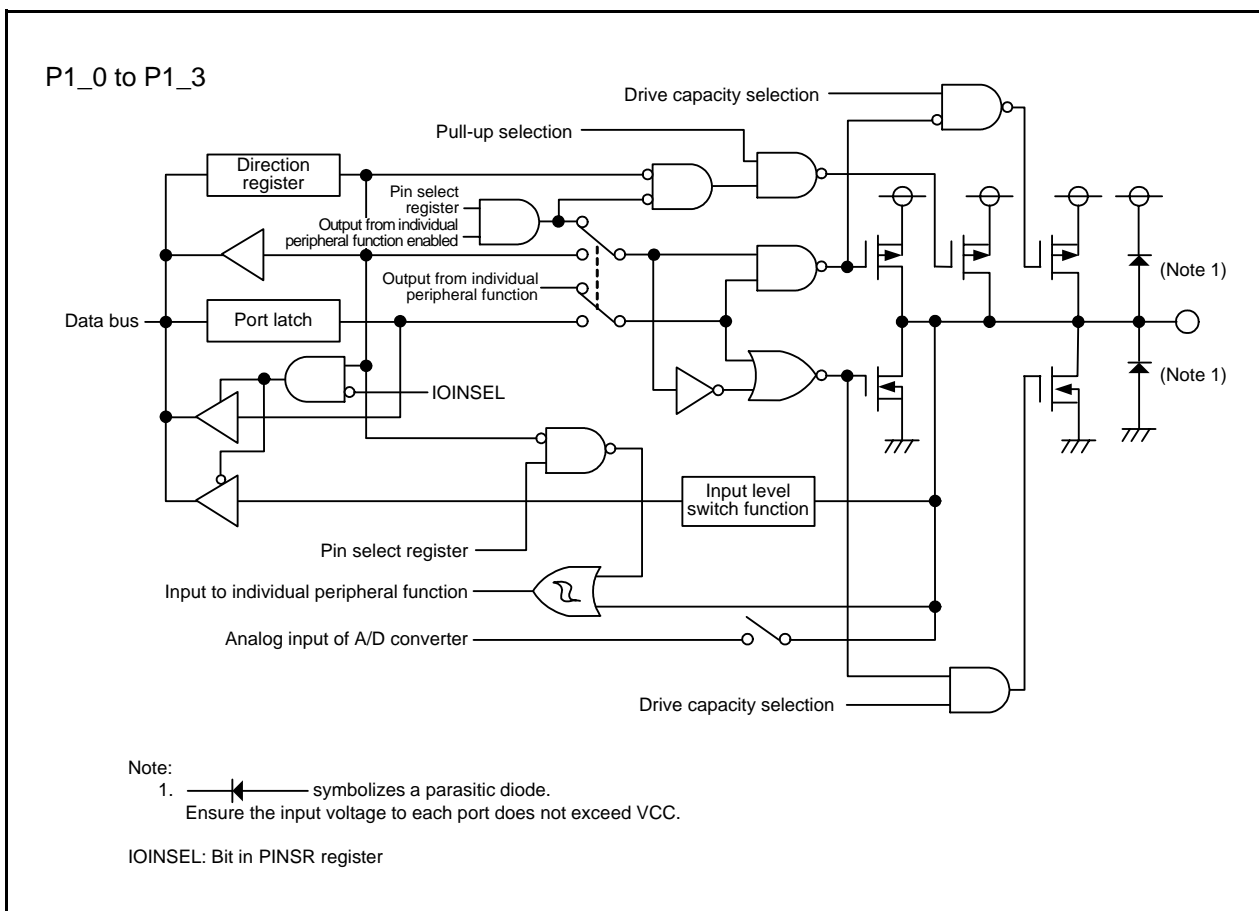 P1_0 to P1_3
Drive capacity selection
Pull-up selection
Direction
register
Pin select
register
Output from individual
peripheral function enabled
(Note 1)
Output from individual
peripheral function
Data bus
Port latch
(Note 1)
IOINSEL
Input level
switch function
Pin select register
Input to individual peripheral function
Analog input of A/D converter
Drive capacity selection
Note:
1. symbolizes a parasitic diode.
Ensure the input voltage to each port does not exceed VCC.
IOINSEL: Bit in PINSR register